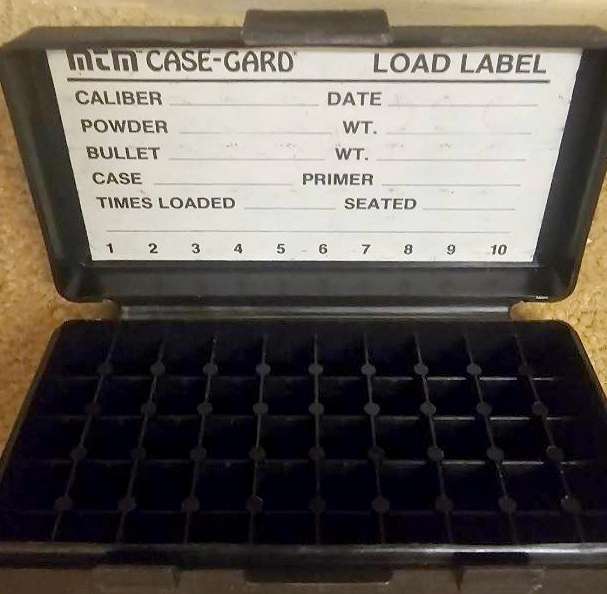 mtm CASE-GARD LOAD LABEL
CALIBER DATE
POWDER WT.
BULLET WT.
CASE PRIMER
TIMES LOADED SEATED
1 2 3 4 5 6 7 8 9 10